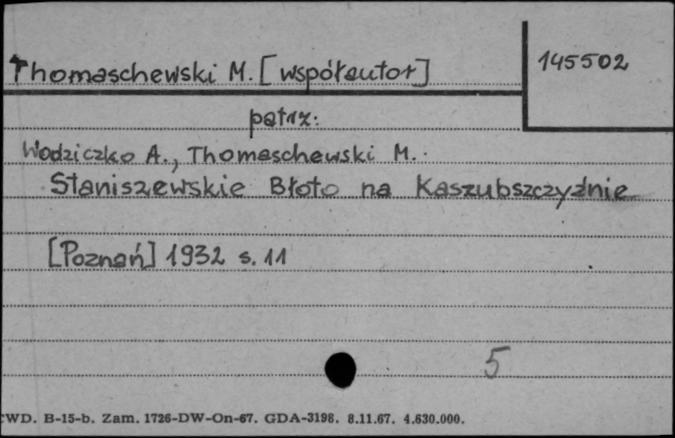 Thomaschewski M. [współautor]
145502
patrz:
Wodziczko A., Thomaschewski M.
Staniszewskie Błoto na Kaszubszczyźnie
[Poznań] 1932 s. 11
5
CWD. B-15-b. Zam. 1726-DW-On-67. GDA-3198. 8.11.67. 4.630.000.